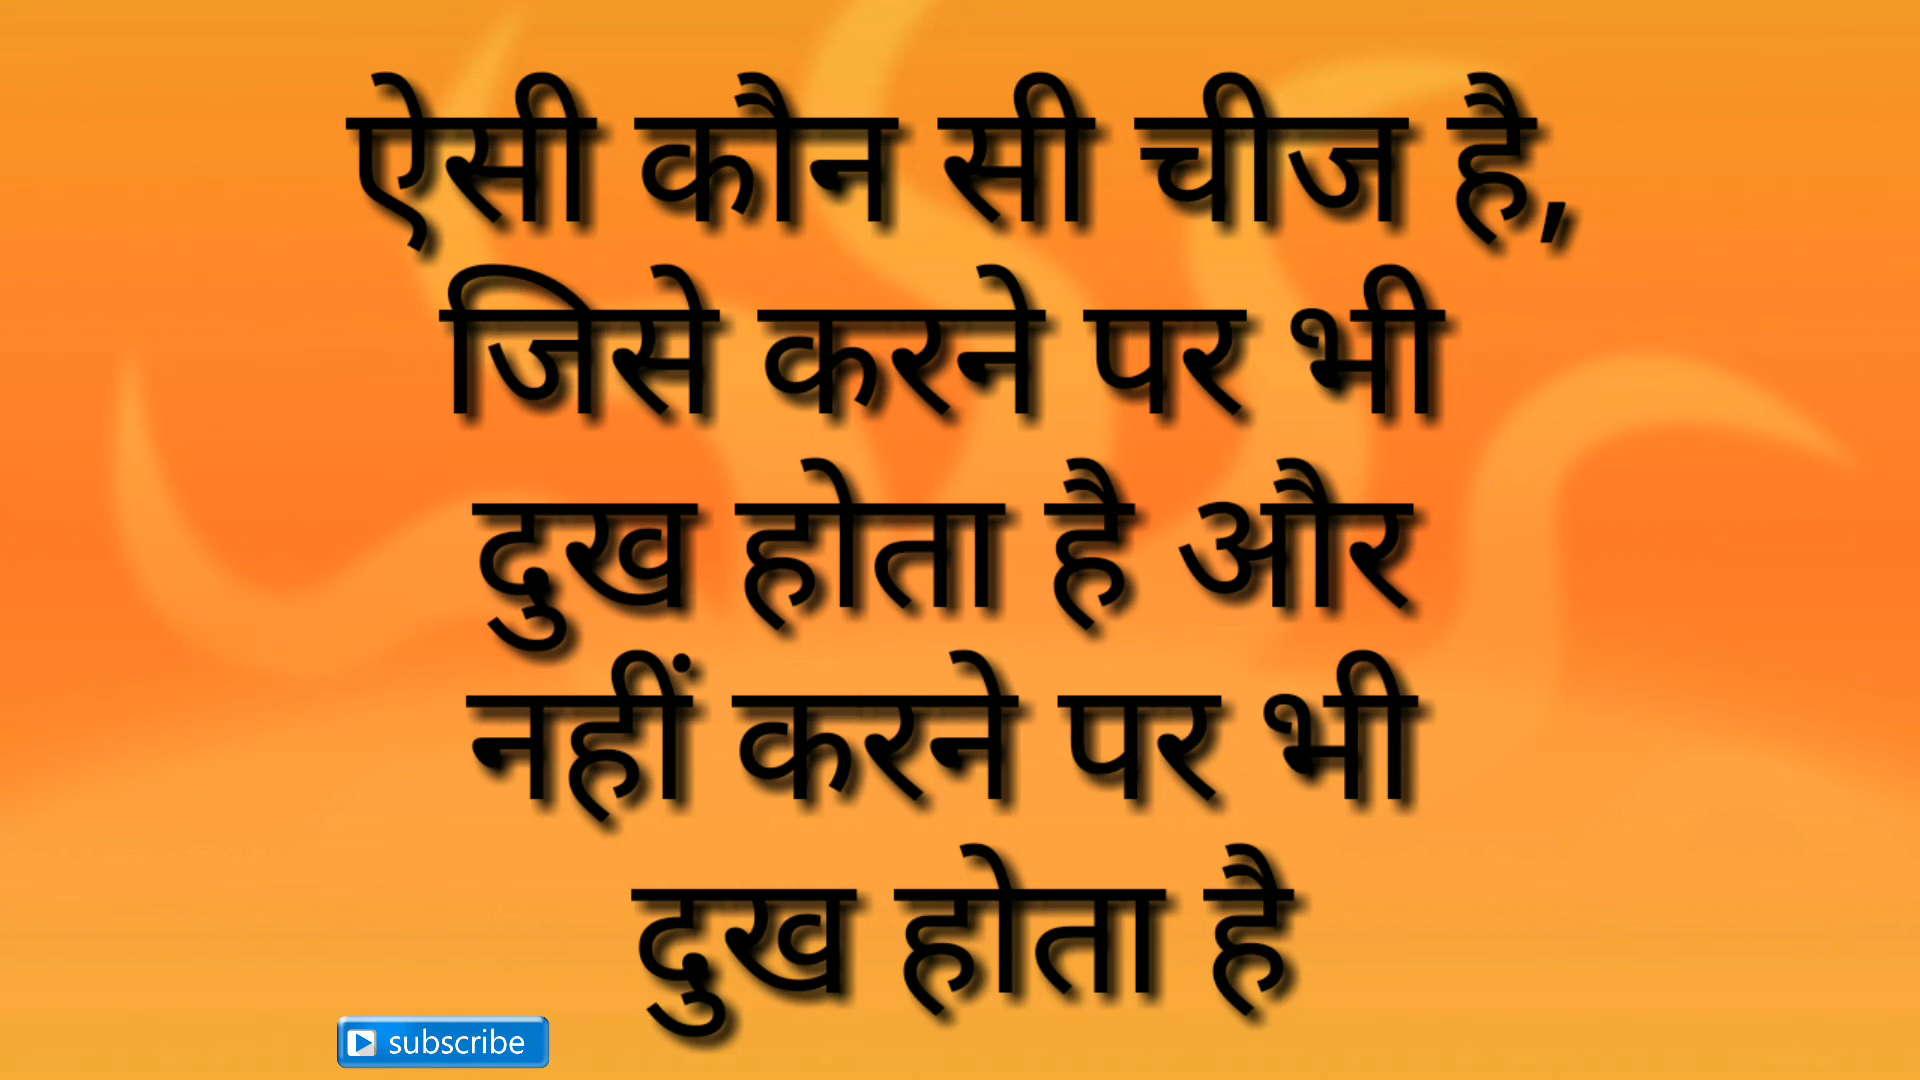 ऐसी कौन सी चीज है,
जिसे करने पर भी
दुख होता है और
नहीं करने पर भी
दुख होता है
subscribe